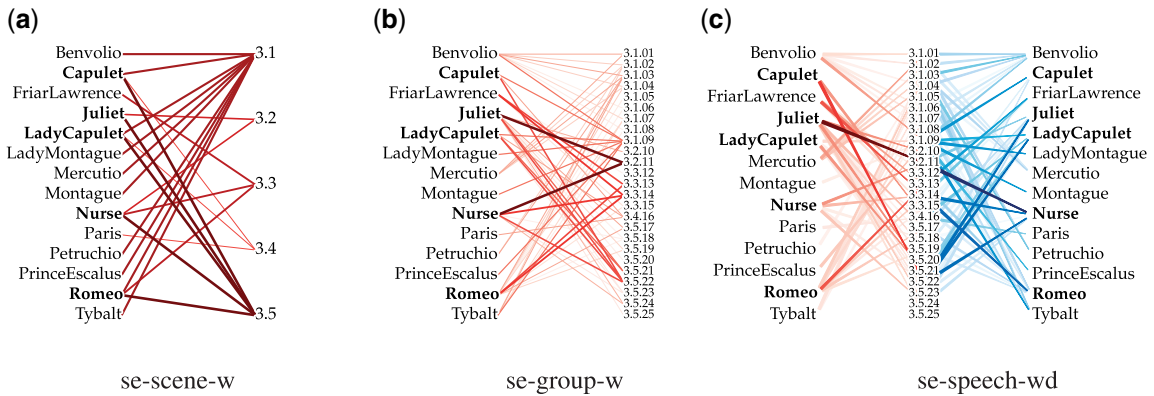 (a)
Benvolio
Capulet
FriarLawrence
Juliet
LadyCapulet
LadyMontague
Mercutio
Montague
Nurse
Paris
Petruchio
PrinceEscalus
Romeo
Tybalt
3.1
3.2
3.3
3.4
3.5
se-scene-w
(b)
Benvolio
Capulet
FriarLawrence
Juliet
LadyCapulet
LadyMontague
Mercutio
Montague
Nurse
Paris
Petruchio
PrinceEscalus
Romeo
Tybalt
3.1.01
3.1.02
3.1.03
3.1.04
3.1.05
3.1.06
3.1.07
3.1.08
3.1.09
3.2.10
3.2.11
3.3.12
3.3.13
3.3.14
3.3.15
3.4.16
3.5.17
3.5.18
3.5.19
3.5.20
3.5.21
3.5.22
3.5.23
3.5.24
3.5.25
se-group-w
(c)
Benvolio
Capulet
FriarLawrence
Juliet
LadyCapulet
Mercutio
Montague
Nurse
Paris
Petruchio
PrinceEscalus
Romeo
Tybalt
3.1.01
3.1.02
3.1.03
3.1.04
3.1.05
3.1.06
3.1.07
3.1.08
3.1.09
3.2.10
3.2.11
3.3.12
3.3.13
3.3.14
3.3.15
3.4.16
3.5.17
3.5.18
3.5.19
3.5.20
3.5.21
3.5.22
3.5.23
3.5.24
3.5.25
Benvolio
Capulet
FriarLawrence
Juliet
LadyCapulet
LadyMontague
Mercutio
Montague
Nurse
Paris
Petruchio
PrinceEscalus
Romeo
Tybalt
se-speech-wd